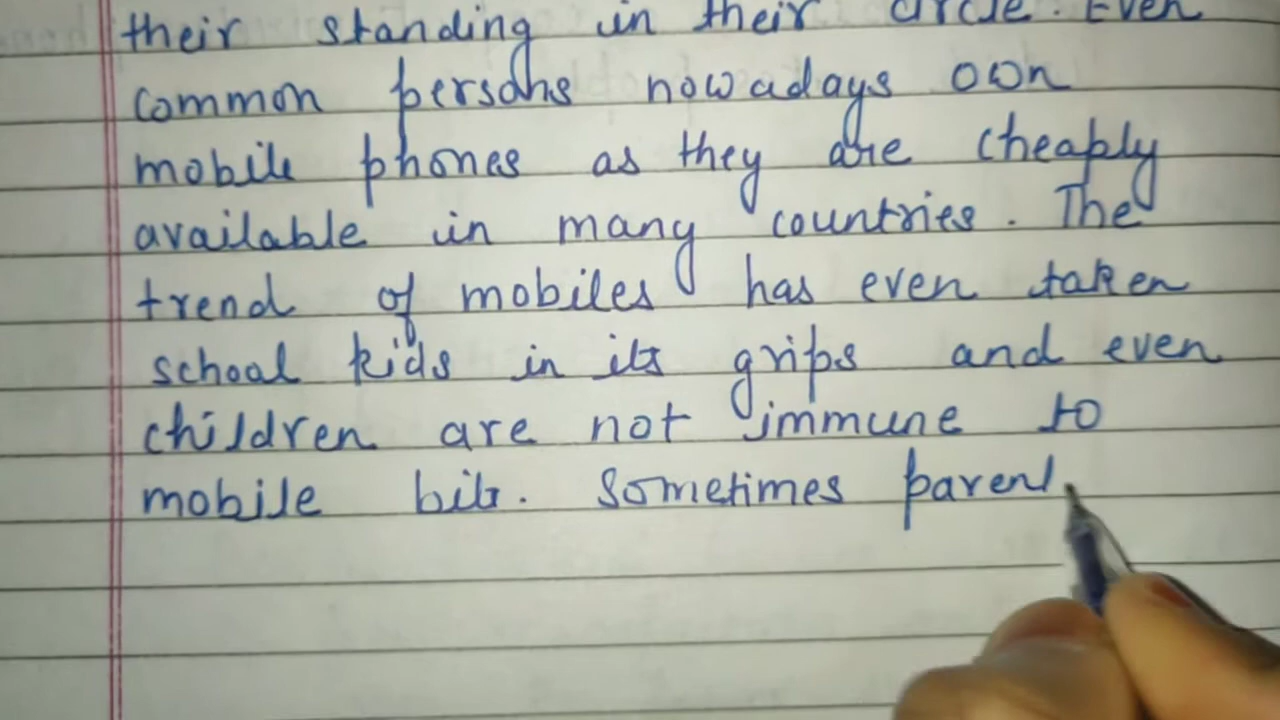 their standing in their circle. Even
common persons nowadays own
mobile phones as they are cheaply
available in many countries. The
trend of mobiles has even taken
school kids in its grips and even
children are not immune to
mobile bits. Sometimes parent